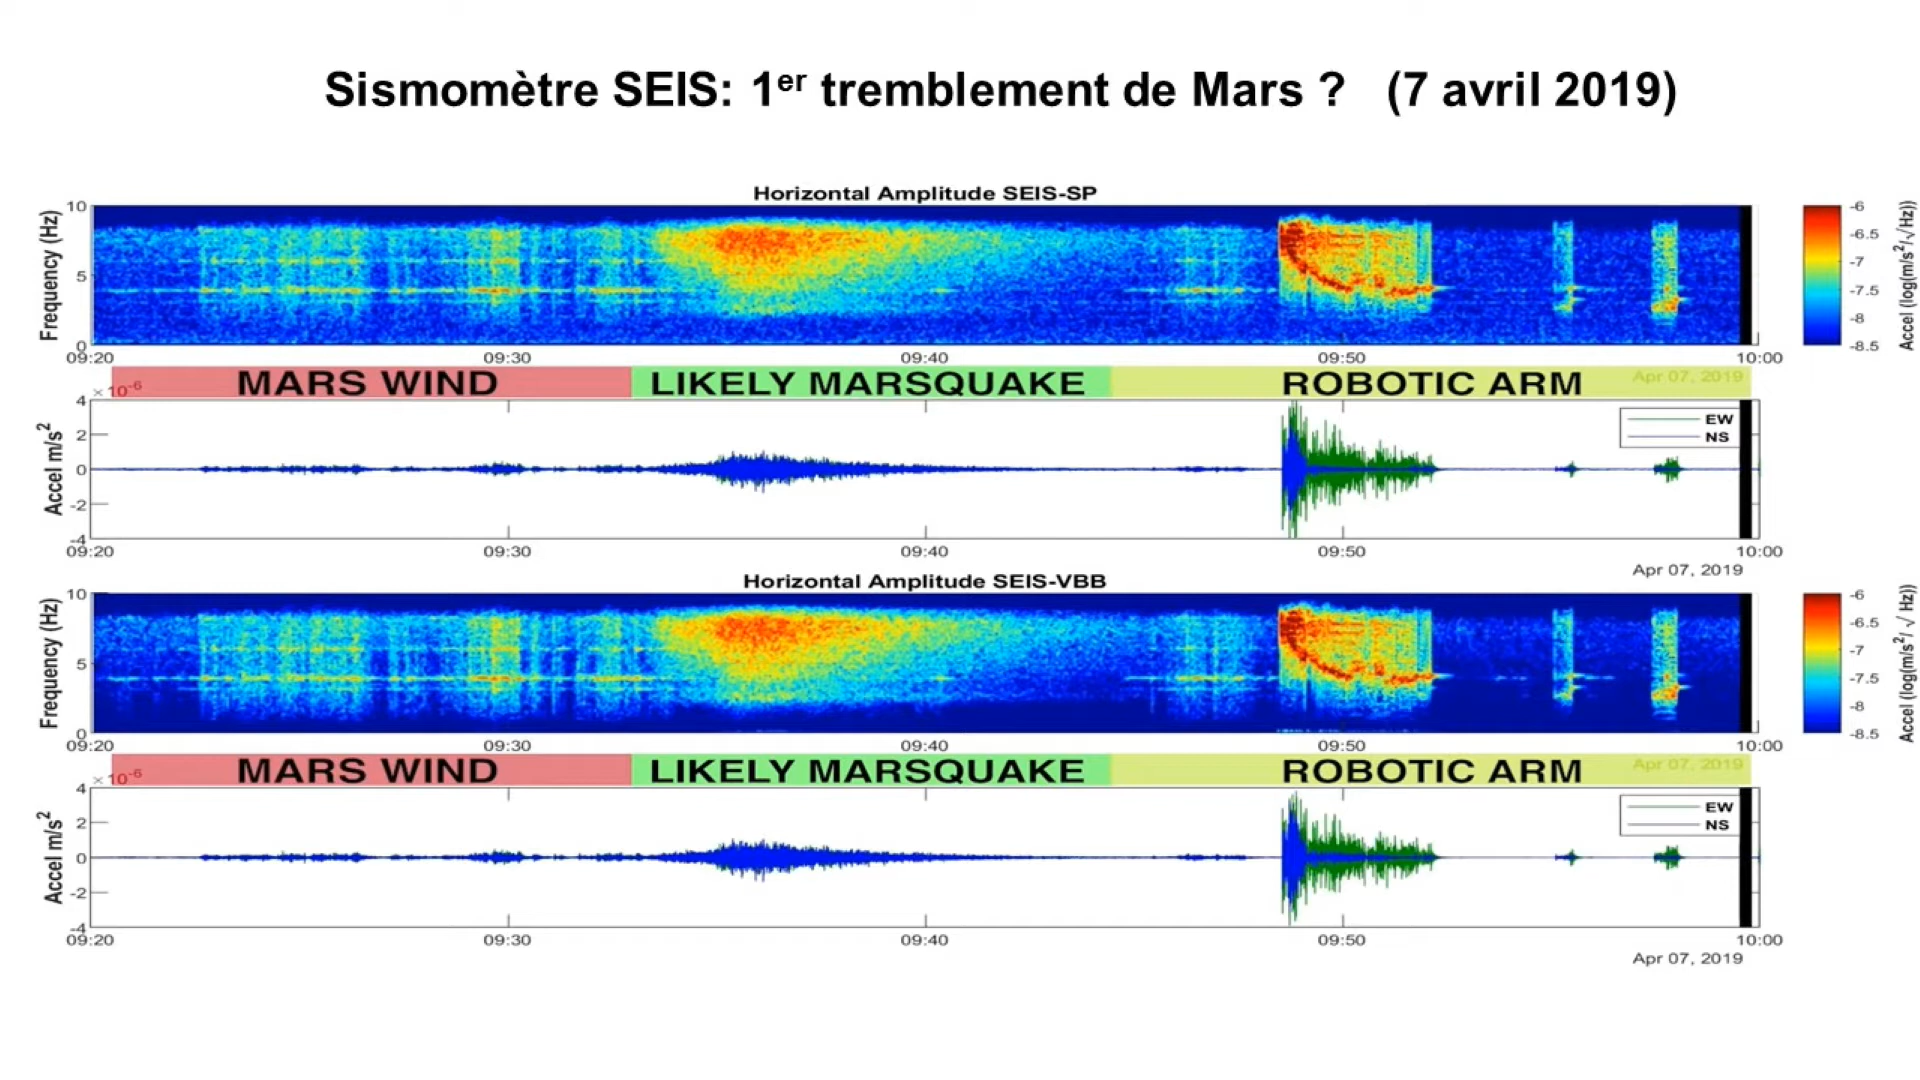 Sismomètre SEIS: 1er tremblement de Mars ? (7 avril 2019)
Horizontal Amplitude SEIS-SP
Frequency (Hz)
10
5
0
09:20 09:30 09:40 09:50 10:00
-6
-6.5
-7
-7.5
-8
-8.5
Accel (log(m/s²/√Hz))
MARS WIND LIKELY MARSQUAKE ROBOTIC ARM Apr 07, 2019
× 10-6
Accel m/s²
4
2
0
-2
-4
EW
NS
09:20 09:30 09:40 09:50 10:00
Apr 07, 2019
Horizontal Amplitude SEIS-VBB
Frequency (Hz)
10
5
0
09:20 09:30 09:40 09:50 10:00
-6
-6.5
-7
-7.5
-8
-8.5
Accel (log(m/s²/ √ Hz))
MARS WIND LIKELY MARSQUAKE ROBOTIC ARM Apr 07, 2019
× 10-6
Accel m/s²
4
2
0
-2
-4
EW
NS
09:20 09:30 09:40 09:50 10:00
Apr 07, 2019